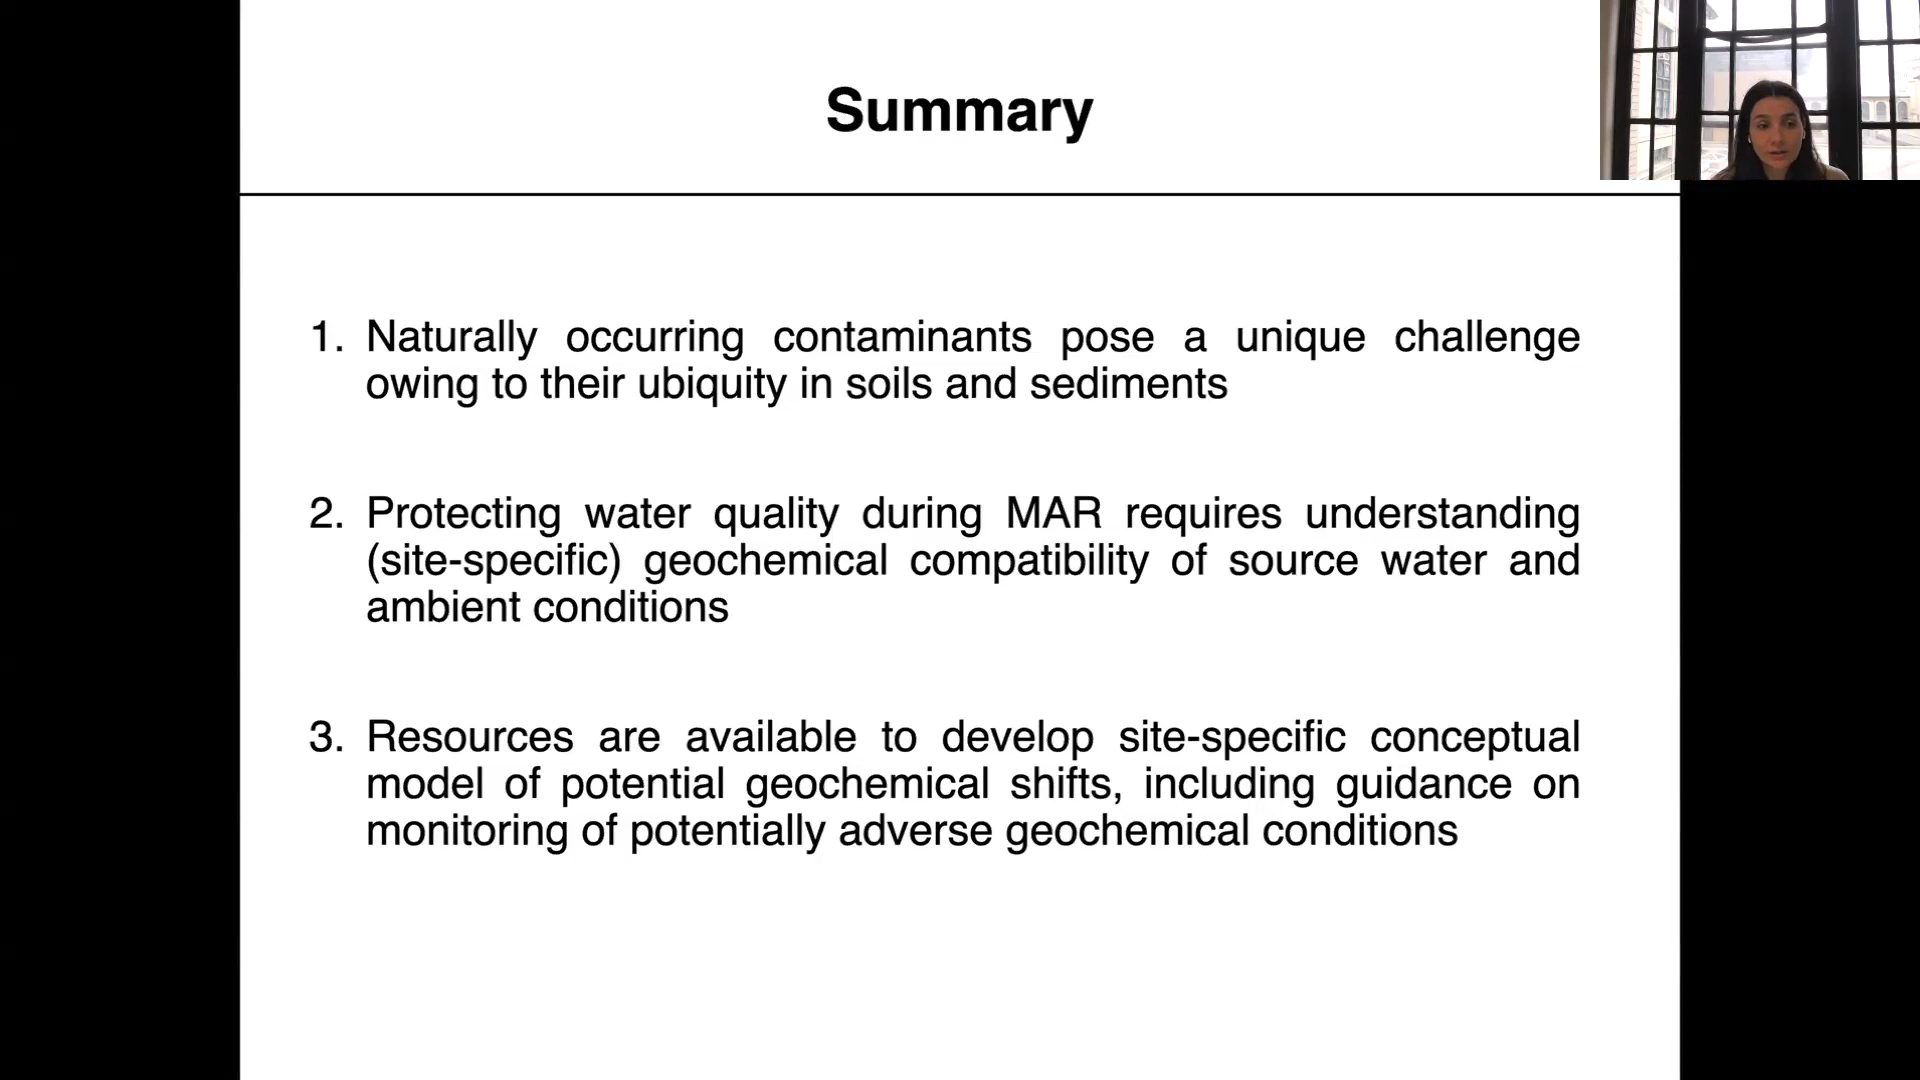 Summary
1. Naturally occurring contaminants pose a unique challenge
owing to their ubiquity in soils and sediments
2. Protecting water quality during MAR requires understanding
(site-specific) geochemical compatibility of source water and
ambient conditions
3. Resources are available to develop site-specific conceptual
model of potential geochemical shifts, including guidance on
monitoring of potentially adverse geochemical conditions